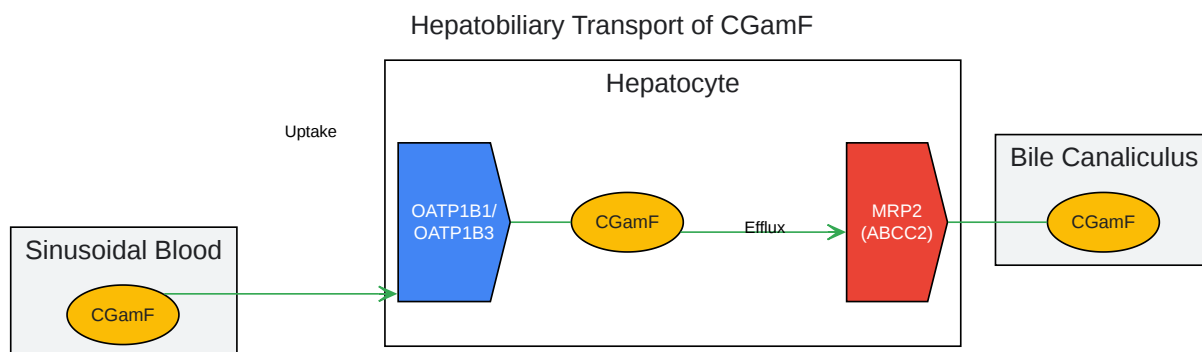 Hepatobiliary Transport of CGamF
Hepatocyte
Uptake
Bile Canaliculus
OATP1B1/
OATP1B3
CGamF
Efflux
MRP2
(ABCC2)
CGamF
Sinusoidal Blood
CGamF